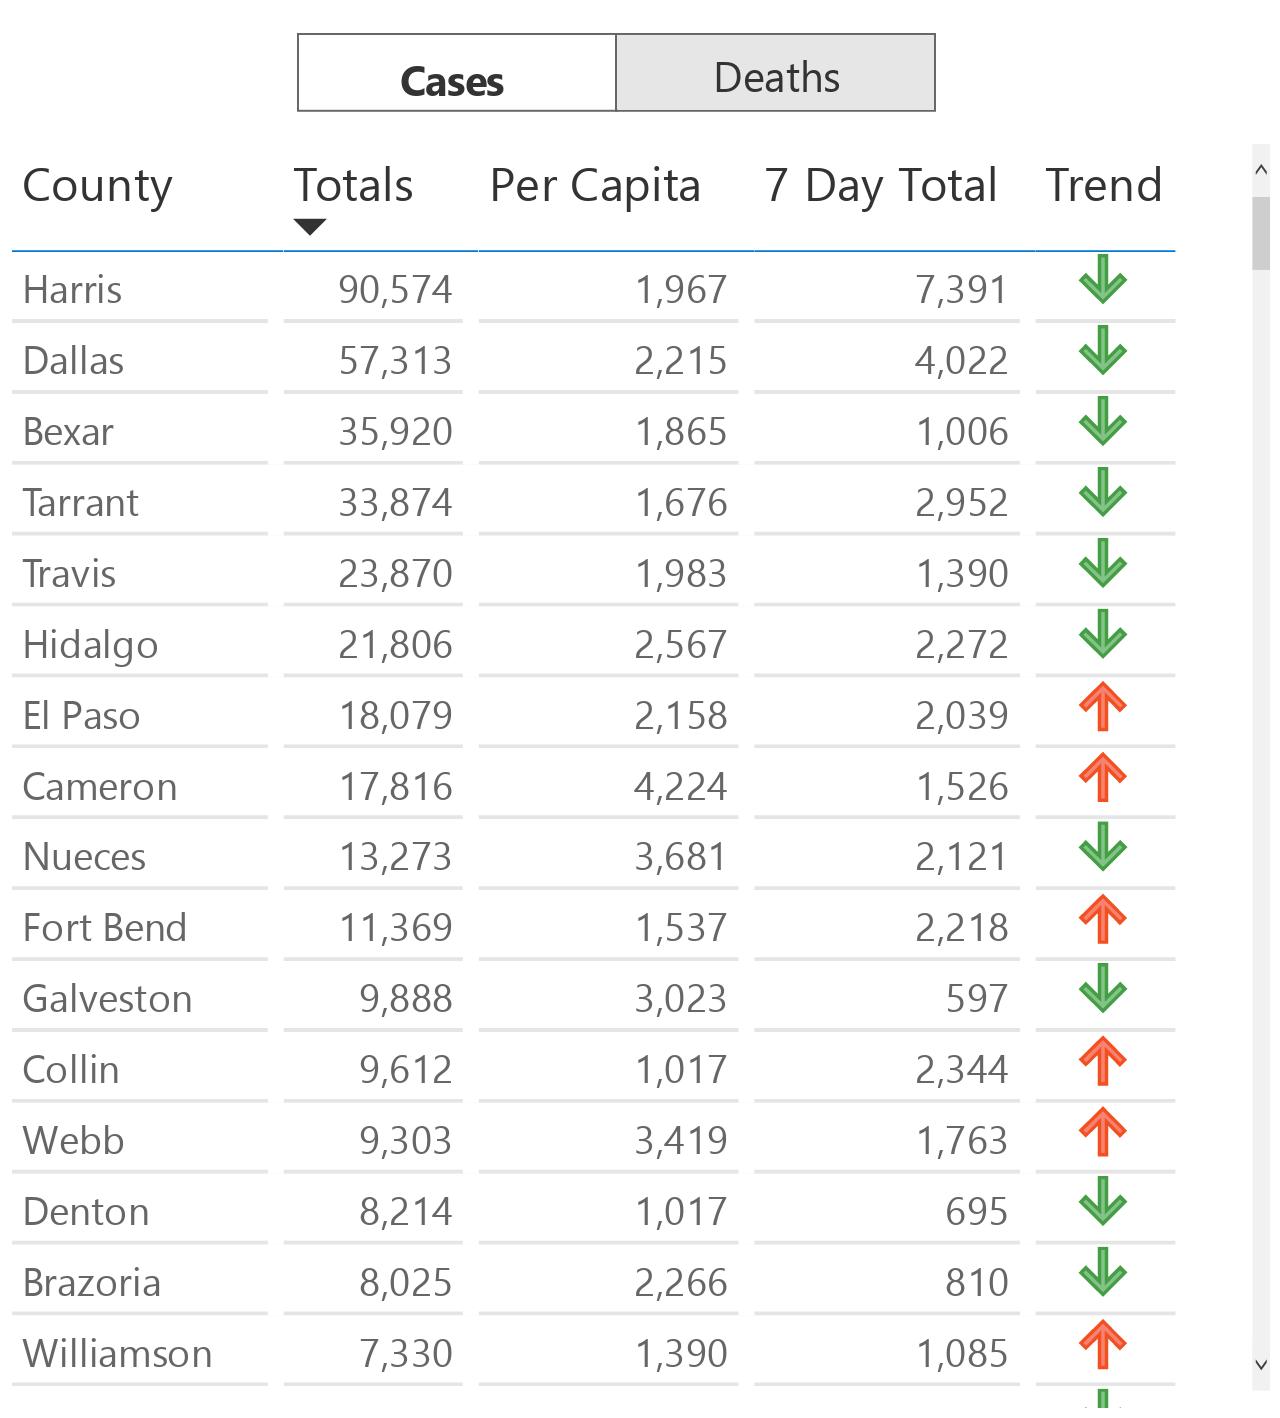 Cases Deaths
County Totals Per Capita 7 Day Total Trend
Harris 90,574 1,967 7,391
Dallas 57,313 2,215 4,022
Bexar 35,920 1,865 1,006
Tarrant 33,874 1,676 2,952
Travis 23,870 1,983 1,390
Hidalgo 21,806 2,567 2,272
El Paso 18,079 2,158 2,039
Cameron 17,816 4,224 1,526
Nueces 13,273 3,681 2,121
Fort Bend 11,369 1,537 2,218
Galveston 9,888 3,023 597
Collin 9,612 1,017 2,344
Webb 9,303 3,419 1,763
Denton 8,214 1,017 695
Brazoria 8,025 2,266 810
Williamson 7,330 1,390 1,085